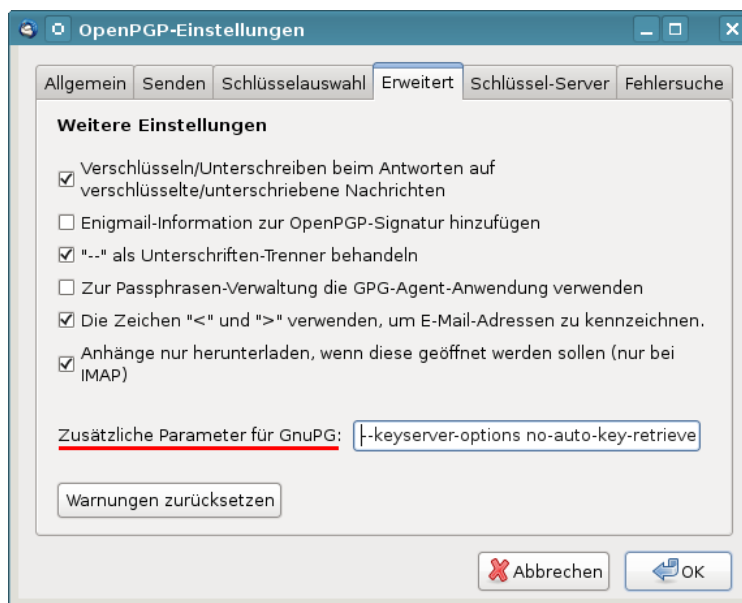 OpenPGP-Einstellungen
Allgemein Senden Schlüsselauswahl Erweitert Schlüssel-Server Fehlersuche
Weitere Einstellungen
Verschlüsseln/Unterschreiben beim Antworten auf
verschlüsselte/unterschriebene Nachrichten
Enigmail-Information zur OpenPGP-Signatur hinzufügen
"--" als Unterschriften-Trenner behandeln
Zur Passphrasen-Verwaltung die GPG-Agent-Anwendung verwenden
Die Zeichen "<" und ">" verwenden, um E-Mail-Adressen zu kennzeichnen.
Anhänge nur herunterladen, wenn diese geöffnet werden sollen (nur bei
IMAP)
Zusätzliche Parameter für GnuPG: --keyserver-options no-auto-key-retrieve
Warnungen zurücksetzen
Abbrechen OK